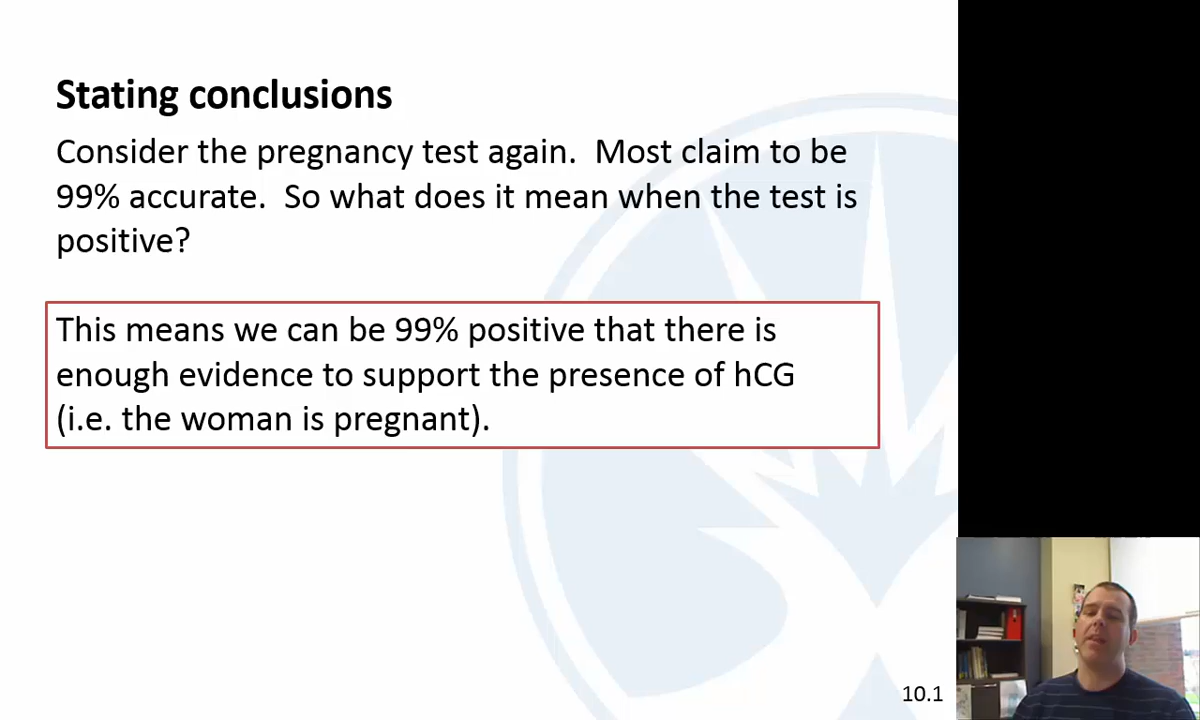 Stating conclusions
Consider the pregnancy test again.  Most claim to be
99% accurate.  So what does it mean when the test is
positive?
This means we can be 99% positive that there is
enough evidence to support the presence of hCG
(i.e. the woman is pregnant).
10.1